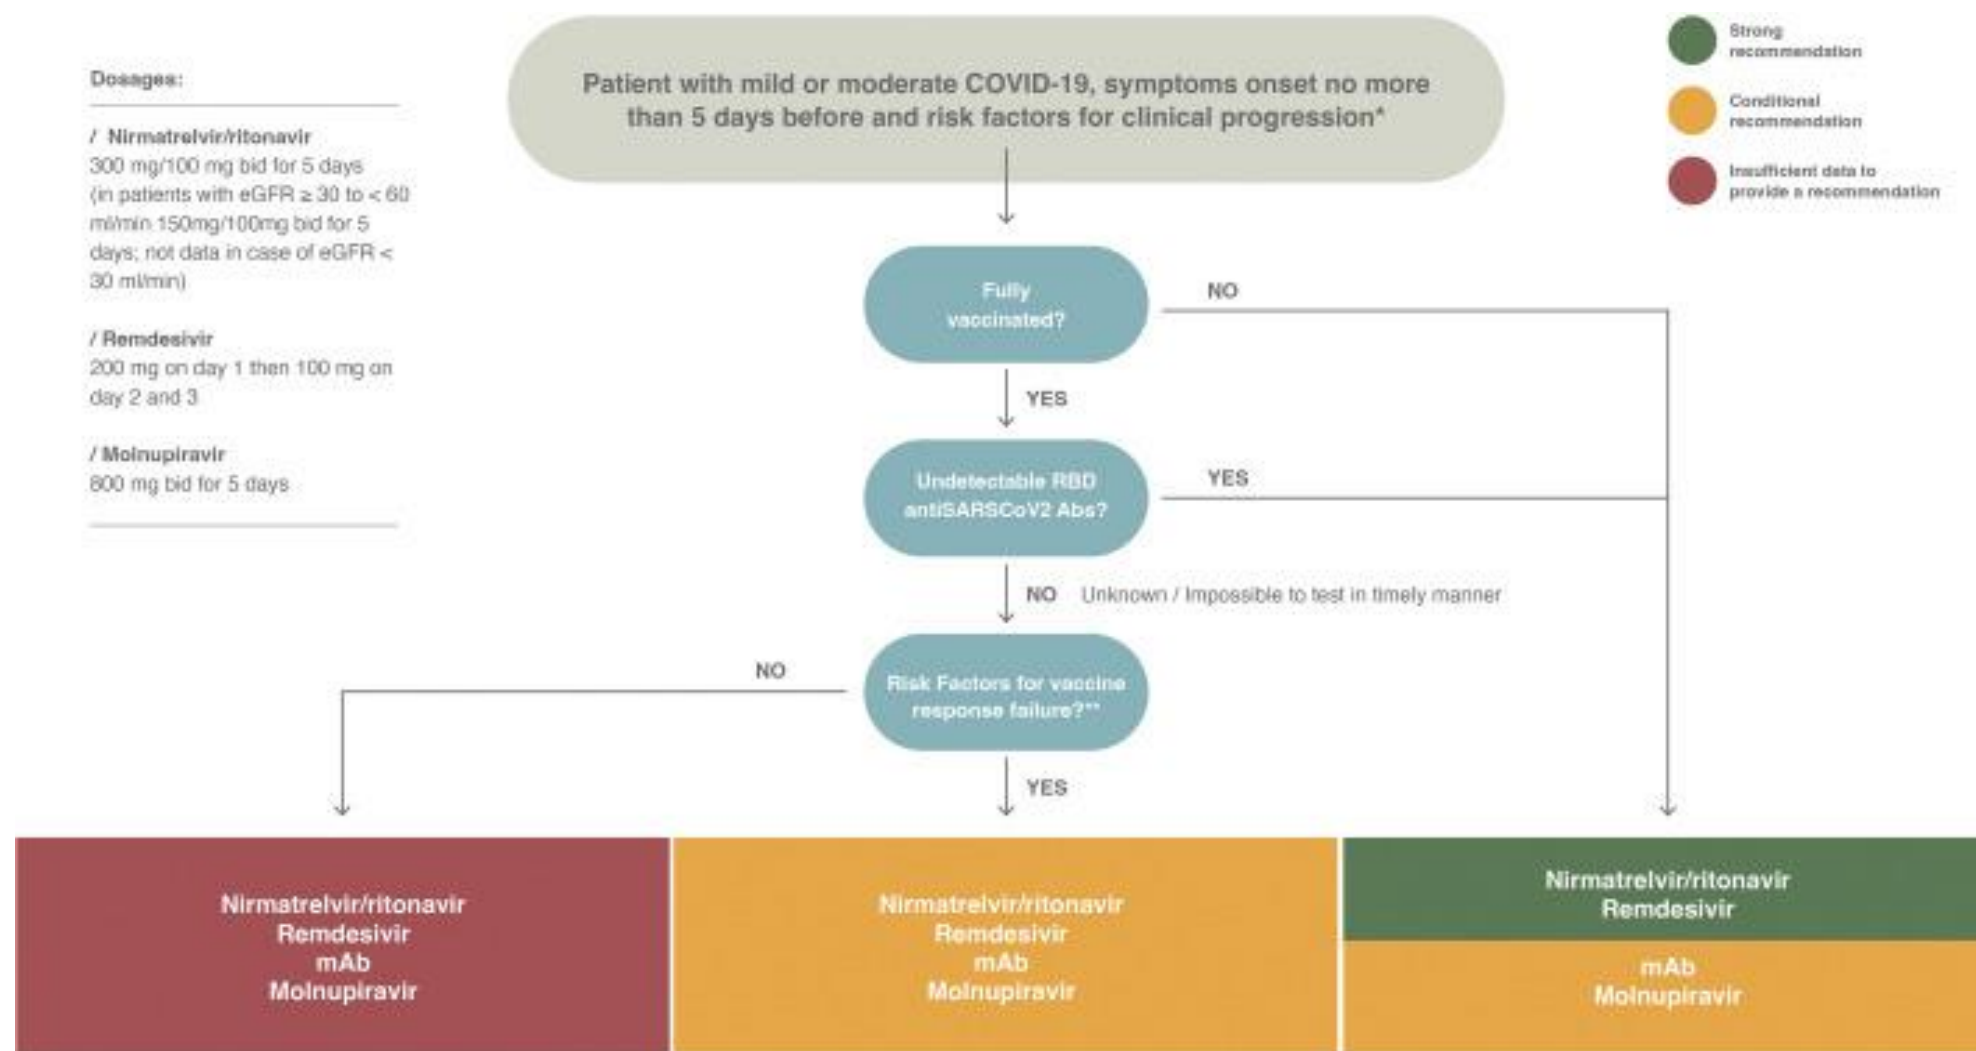 Dosages:
/ Nirmatrelvir/ritonavir
300 mg/100 mg bid for 5 days
(in patients with eGFR ≥ 30 to < 60
ml/min 150mg/100mg bid for 5
days; not data in case of eGFR <
30 ml/min)
/ Remdesivir
200 mg on day 1 then 100 mg on
day 2 and 3
/ Molnupiravir
800 mg bid for 5 days
Patient with mild or moderate COVID-19, symptoms onset no more
than 5 days before and risk factors for clinical progression*
Strong
recommendation
Conditional
recommendation
Insufficient data to
provide a recommendation
Fully
vaccinated?
NO
YES
Undetectable RBD
antiSARSCoV2 Abs?
YES
NO Unknown / Impossible to test in timely manner
Risk Factors for vaccine
response failure?**
NO
YES
Nirmatrelvir/ritonavir
Remdesivir
mAb
Molnupiravir
Nirmatrelvir/ritonavir
Remdesivir
mAb
Molnupiravir
Nirmatrelvir/ritonavir
Remdesivir
mAb
Molnupiravir